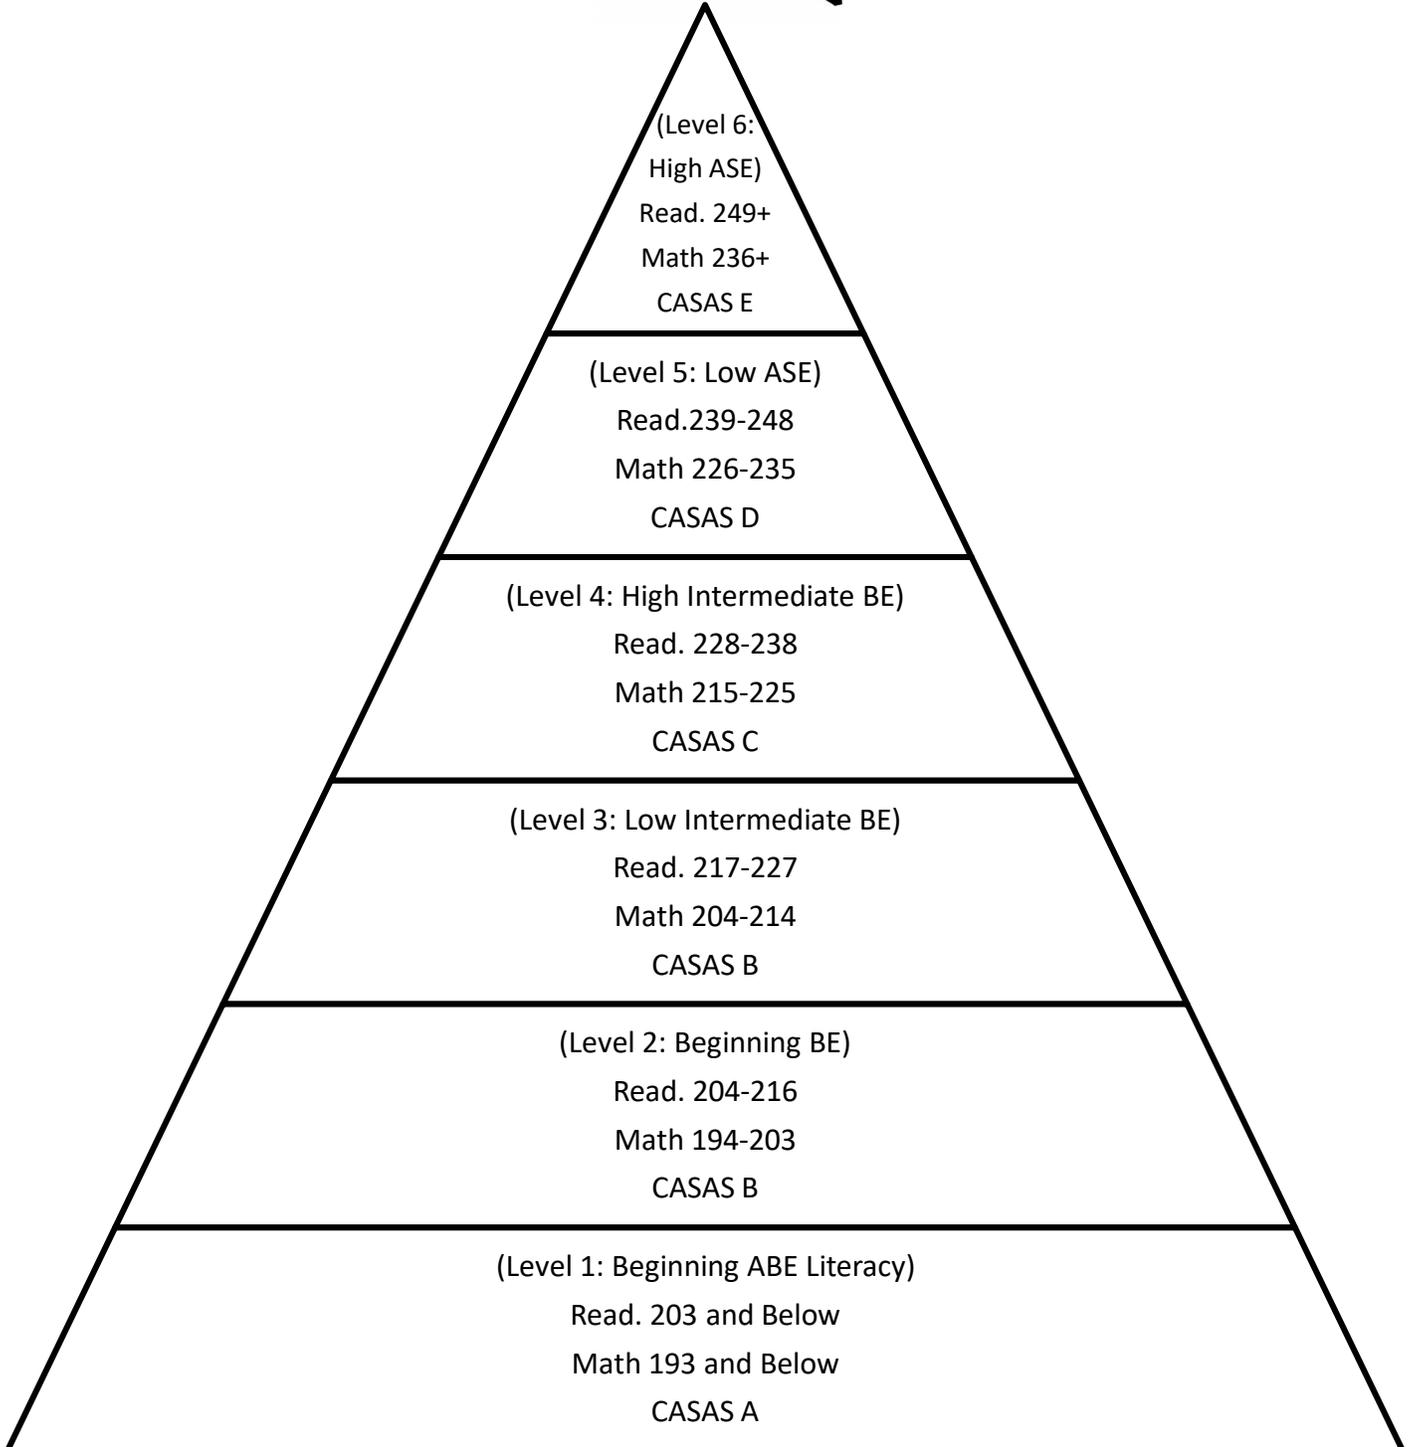 (Level 6:
High ASE)
Read. 249+
Math 236+
CASAS E
(Level 5: Low ASE)
Read.239-248
Math 226-235
CASAS D
(Level 4: High Intermediate BE)
Read. 228-238
Math 215-225
CASAS C
(Level 3: Low Intermediate BE)
Read. 217-227
Math 204-214
CASAS B
(Level 2: Beginning BE)
Read. 204-216
Math 194-203
CASAS B
(Level 1: Beginning ABE Literacy)
Read. 203 and Below
Math 193 and Below
CASAS A